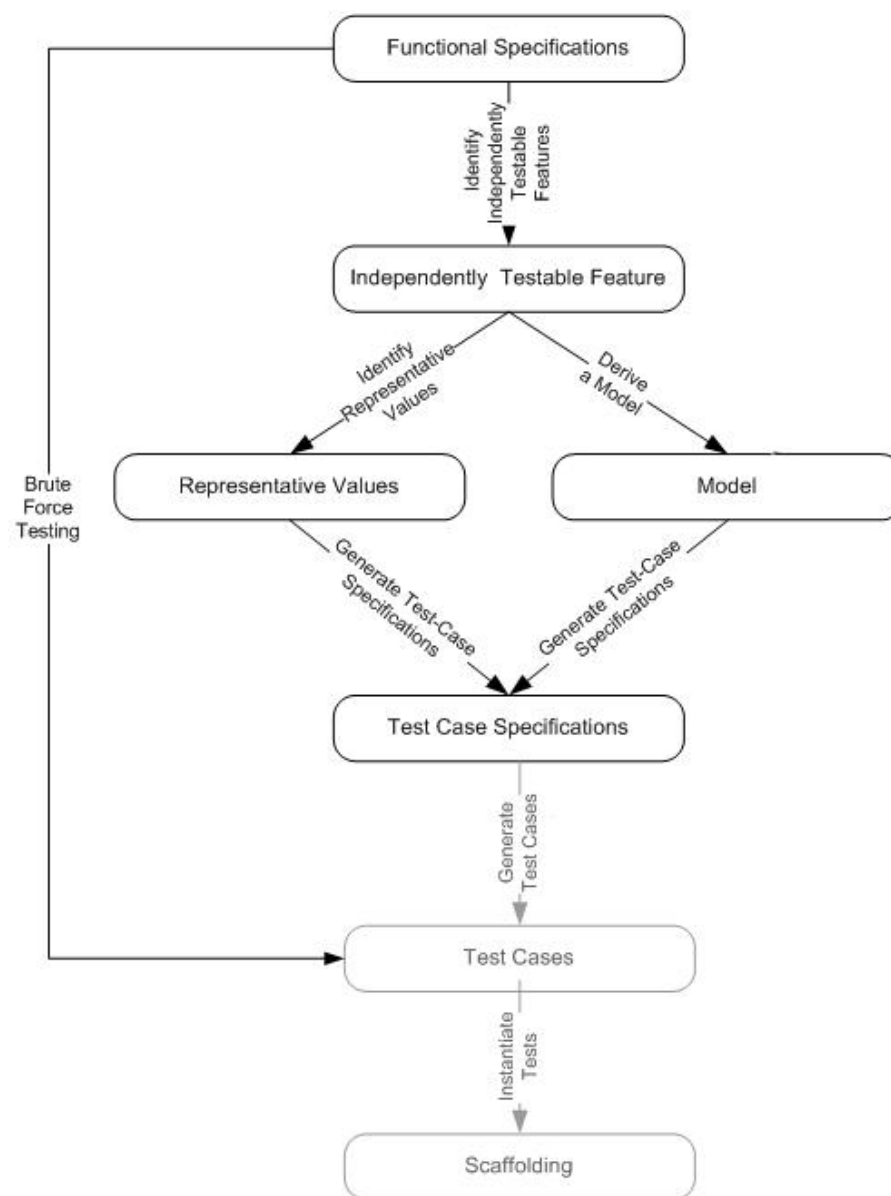 Functional Specifications
Identify
Independently
Testable
Features
Independently  Testable Feature
Identify
Representative
Values
Derive
a Model
Representative Values
Model
Brute
Force
Testing
Generate Test-Case
Specifications
Generate Test-Case
Specifications
Test Case Specifications
Generate
Test Cases
Test Cases
Instantiate
Tests
Scaffolding